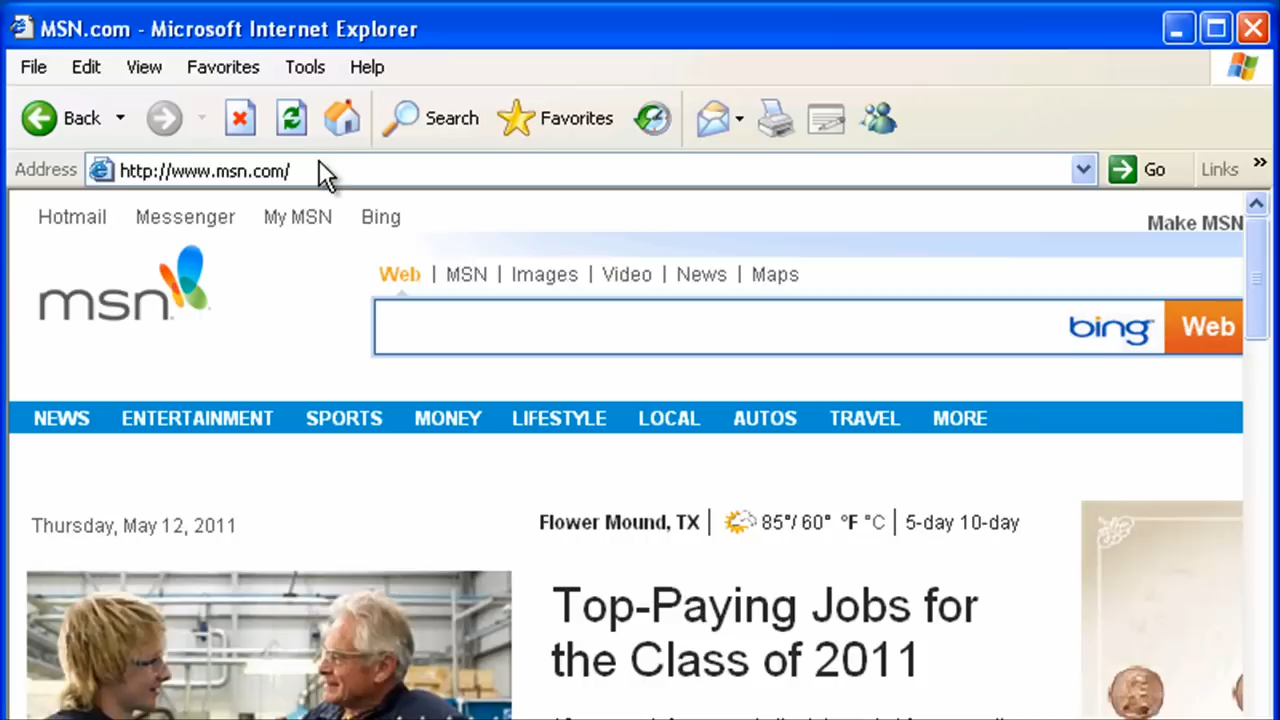 MSN.com - Microsoft Internet Explorer
File Edit View Favorites Tools Help
Back Search Favorites
Address http://www.msn.com/ Go Links »
Hotmail Messenger My MSN Bing
Make MSN
Web | MSN | Images | Video | News | Maps
msn
bing Web
NEWS ENTERTAINMENT SPORTS MONEY LIFESTYLE LOCAL AUTOS TRAVEL MORE
Thursday, May 12, 2011
Flower Mound, TX | 85°/ 60° °F °C | 5-day 10-day
Top-Paying Jobs for
the Class of 2011